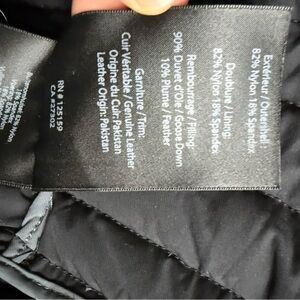 Extérieur / Outershell:
82% Nylon 18% Spandex
Doublure / Lining:
82% Nylon 18% Spandex
Rembourrage / Filling:
90% Duvet d'Oie / Goose Down
10% Plume / Feather
Garniture / Trim:
Cuir Véritable / Genuine Leather
Origine du Cuir: Pakistan
Leather Origin: Pakistan
RN # 125159
CA #27302